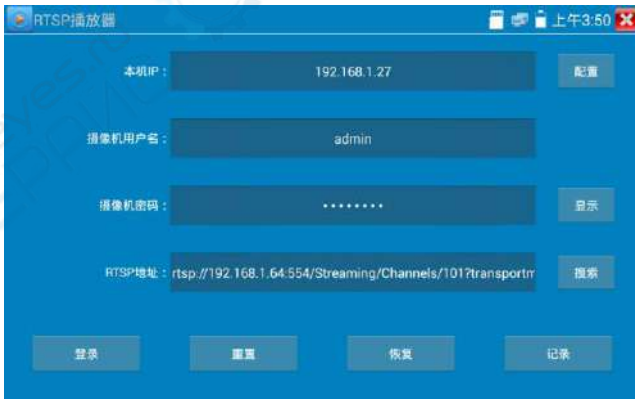 RTSP播放器 上午3:50
本机IP： 192.168.1.27 配置
摄像机用户名： admin
摄像机密码： •••••••• 显示
RTSP地址： rtsp://192.168.1.64:554/Streaming/Channels/101?transportm 搜索
登录 重置 恢复 记录